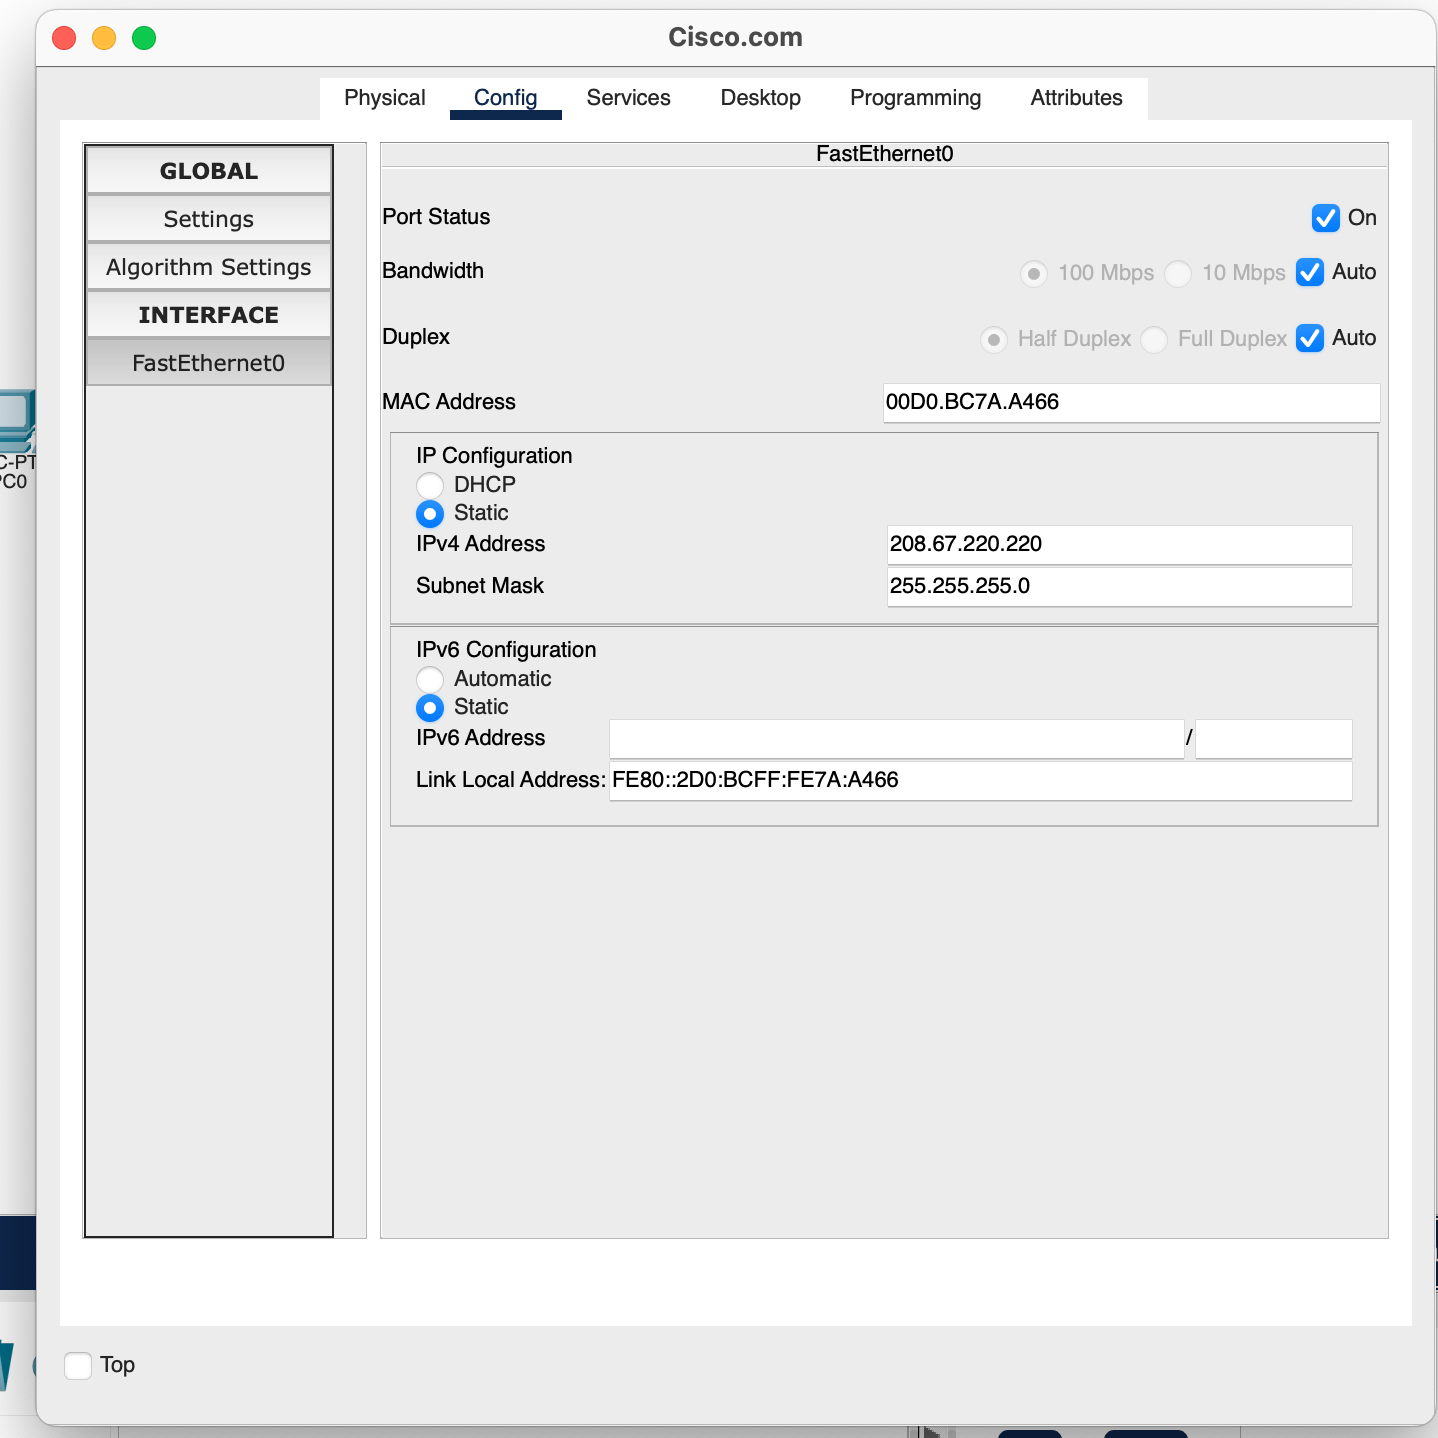 Cisco.com
Physical Config Services Desktop Programming Attributes
GLOBAL
Settings
Algorithm Settings
INTERFACE
FastEthernet0
FastEthernet0
Port Status On
Bandwidth 100 Mbps 10 Mbps Auto
Duplex Half Duplex Full Duplex Auto
MAC Address 00D0.BC7A.A466
IP Configuration
DHCP
Static
IPv4 Address 208.67.220.220
Subnet Mask 255.255.255.0
IPv6 Configuration
Automatic
Static
IPv6 Address /
Link Local Address: FE80::2D0:BCFF:FE7A:A466
C-PT
PC0
Top